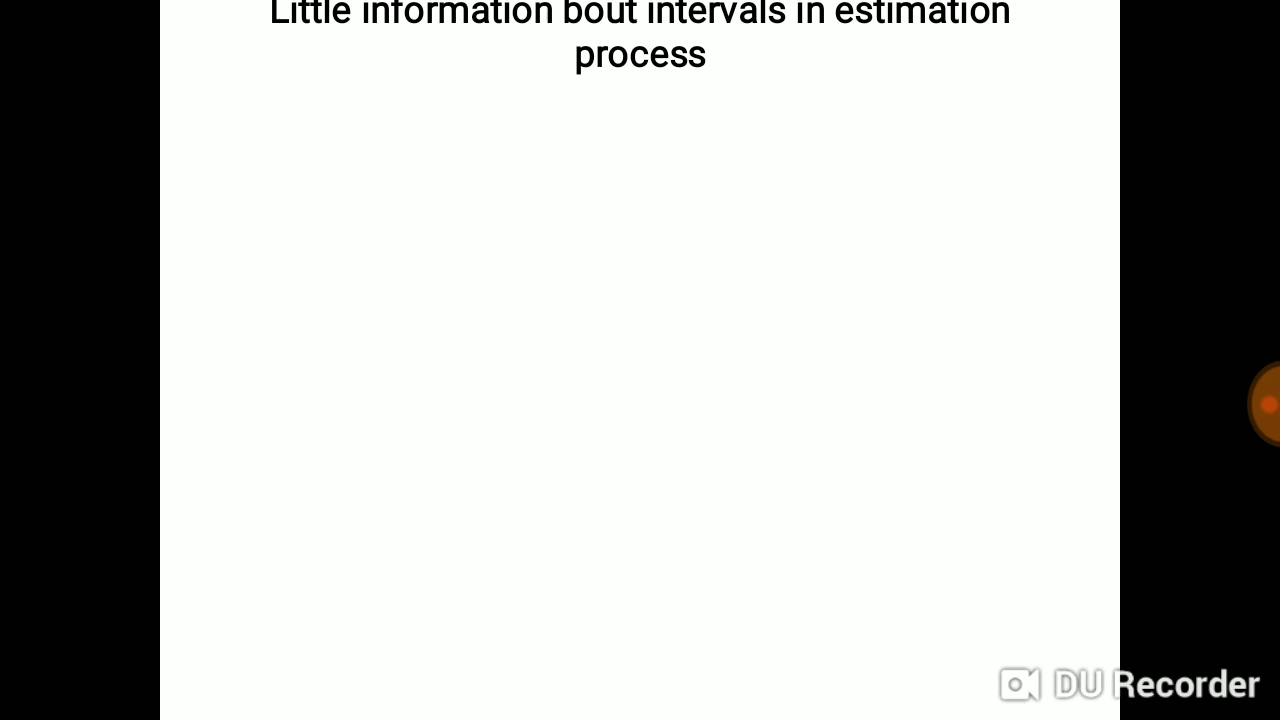 Little information bout intervals in estimation
process
DU Recorder